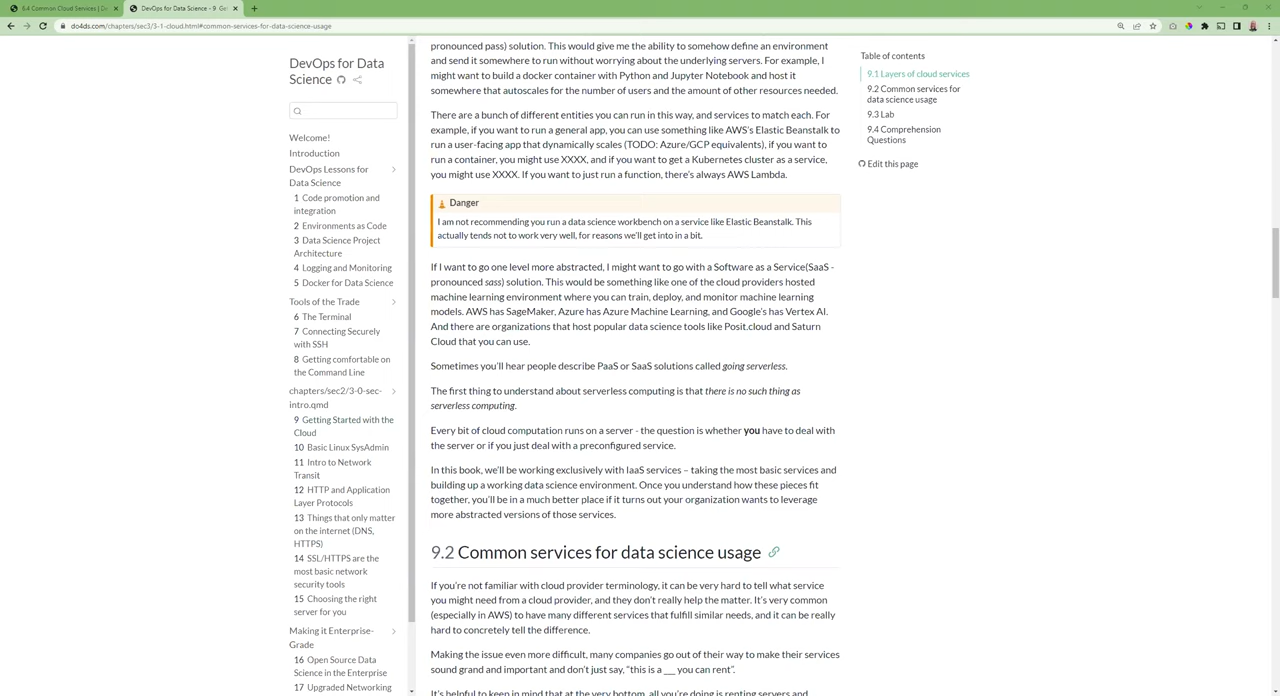 6.4 Common Cloud Services | D
DevOps for Data Science - 9 Ge
do4ds.com/chapters/sec3/3-1-cloud.html#common-services-for-data-science-usage
DevOps for Data
Science
Welcome!
Introduction
DevOps Lessons for
Data Science
1 Code promotion and
integration
2 Environments as Code
3 Data Science Project
Architecture
4 Logging and Monitoring
5 Docker for Data Science
Tools of the Trade
6 The Terminal
7 Connecting Securely
with SSH
8 Getting comfortable on
the Command Line
chapters/sec2/3-0-sec-
intro.qmd
9 Getting Started with the
Cloud
10 Basic Linux SysAdmin
11 Intro to Network
Transit
12 HTTP and Application
Layer Protocols
13 Things that only matter
on the internet (DNS,
HTTPS)
14 SSL/HTTPS are the
most basic network
security tools
15 Choosing the right
server for you
Making it Enterprise-
Grade
16 Open Source Data
Science in the Enterprise
17 Upgraded Networking
pronounced pass) solution. This would give me the ability to somehow define an environment
and send it somewhere to run without worrying about the underlying servers. For example, I
might want to build a docker container with Python and Jupyter Notebook and host it
somewhere that autoscales for the number of users and the amount of other resources needed.
There are a bunch of different entities you can run in this way, and services to match each. For
example, if you want to run a general app, you can use something like AWS's Elastic Beanstalk to
run a user-facing app that dynamically scales (TODO: Azure/GCP equivalents), if you want to
run a container, you might use XXXX, and if you want to get a Kubernetes cluster as a service,
you might use XXXX. If you want to just run a function, there's always AWS Lambda.
Danger
I am not recommending you run a data science workbench on a service like Elastic Beanstalk. This
actually tends not to work very well, for reasons we'll get into in a bit.
If I want to go one level more abstracted, I might want to go with a Software as a Service(SaaS -
pronounced sass) solution. This would be something like one of the cloud providers hosted
machine learning environment where you can train, deploy, and monitor machine learning
models. AWS has SageMaker, Azure has Azure Machine Learning, and Google's has Vertex AI.
And there are organizations that host popular data science tools like Posit.cloud and Saturn
Cloud that you can use.
Sometimes you'll hear people describe PaaS or SaaS solutions called going serverless.
The first thing to understand about serverless computing is that there is no such thing as
serverless computing.
Every bit of cloud computation runs on a server - the question is whether you have to deal with
the server or if you just deal with a preconfigured service.
In this book, we'll be working exclusively with IaaS services – taking the most basic services and
building up a working data science environment. Once you understand how these pieces fit
together, you'll be in a much better place if it turns out your organization wants to leverage
more abstracted versions of those services.
9.2 Common services for data science usage
If you're not familiar with cloud provider terminology, it can be very hard to tell what service
you might need from a cloud provider, and they don't really help the matter. It's very common
(especially in AWS) to have many different services that fulfill similar needs, and it can be really
hard to concretely tell the difference.
Making the issue even more difficult, many companies go out of their way to make their services
sound grand and important and don't just say, "this is a ___ you can rent".
It's helpful to keep in mind that at the very bottom, all you're doing is renting servers and
Table of contents
9.1 Layers of cloud services
9.2 Common services for
data science usage
9.3 Lab
9.4 Comprehension
Questions
Edit this page